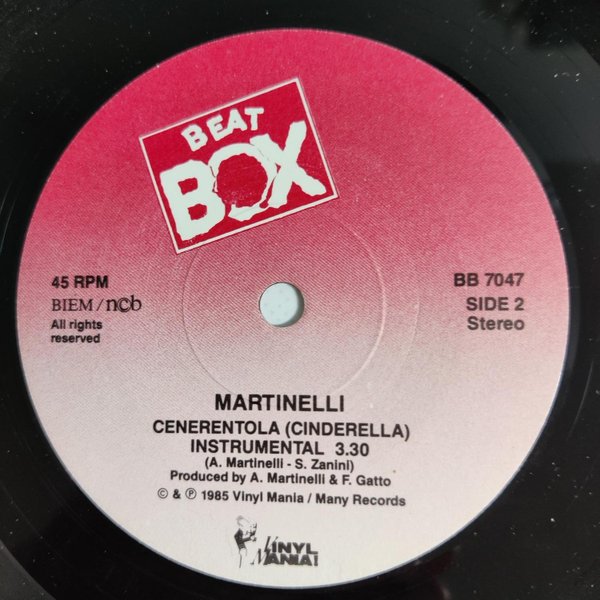 BEAT
BOX
45 RPM
BIEM/ncb
All rights
reserved
BB 7047
SIDE 2
Stereo
MARTINELLI
CENERENTOLA (CINDERELLA)
INSTRUMENTAL 3.30
(A. Martinelli - S. Zanini)
Produced by A. Martinelli & F. Gatto
© & ℗ 1985 Vinyl Mania / Many Records
VINYL
MANIA!